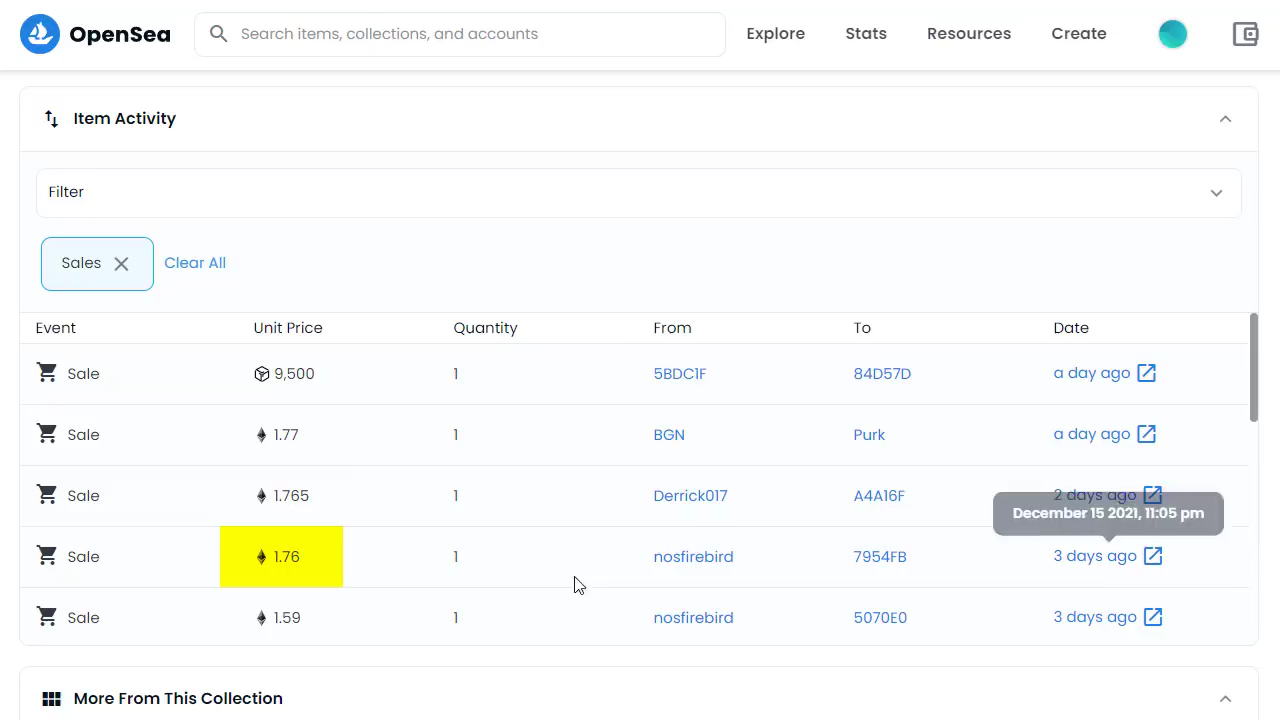 OpenSea Search items, collections, and accounts Explore Stats Resources Create
Item Activity
Filter
Sales Clear All
Event Unit Price Quantity From To Date
Sale 9,500 1 5BDC1F 84D57D a day ago
Sale 1.77 1 BGN Purk a day ago
Sale 1.765 1 Derrick017 A4A16F 2 days ago
December 15 2021, 11:05 pm
Sale 1.76 1 nosfirebird 7954FB 3 days ago
Sale 1.59 1 nosfirebird 5070E0 3 days ago
More From This Collection